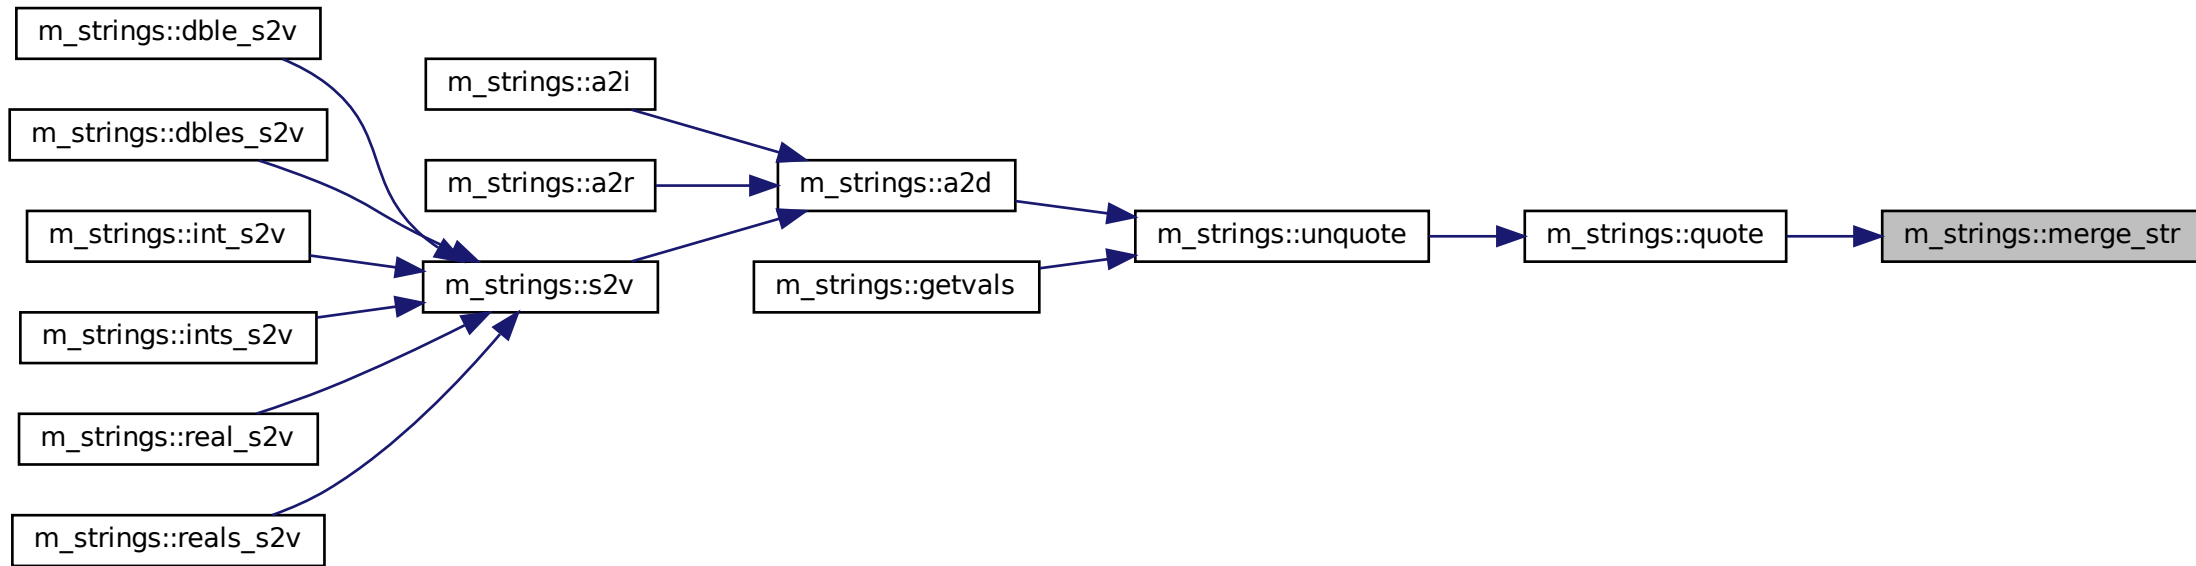 m_strings::dble_s2v
m_strings::dbles_s2v
m_strings::int_s2v
m_strings::ints_s2v
m_strings::real_s2v
m_strings::reals_s2v
m_strings::a2i
m_strings::a2r
m_strings::s2v
m_strings::a2d
m_strings::getvals
m_strings::unquote
m_strings::quote
m_strings::merge_str